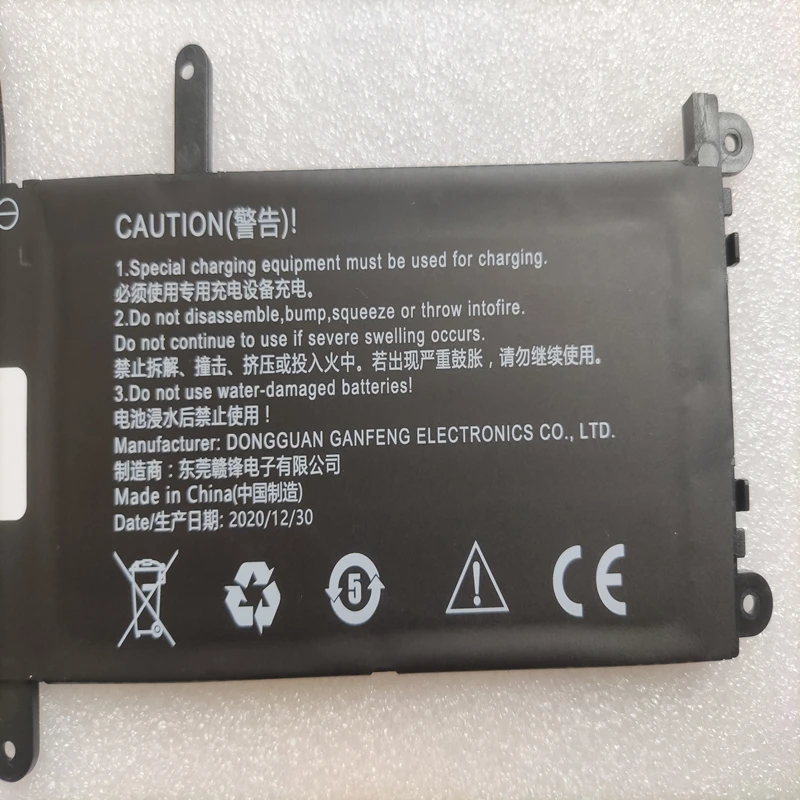 CAUTION(警告)!
1.Special charging equipment must be used for charging.
必须使用专用充电设备充电。
2.Do not disassemble,bump,squeeze or throw intofire.
Do not continue to use if severe swelling occurs.
禁止拆解、撞击、挤压或投入火中。若出现严重鼓胀，请勿继续使用。
3.Do not use water-damaged batteries!
电池浸水后禁止使用！
Manufacturer: DONGGUAN GANFENG ELECTRONICS CO., LTD.
制造商：东莞赣锋电子有限公司
Made in China(中国制造)
Date/生产日期: 2020/12/30
5 ! CE